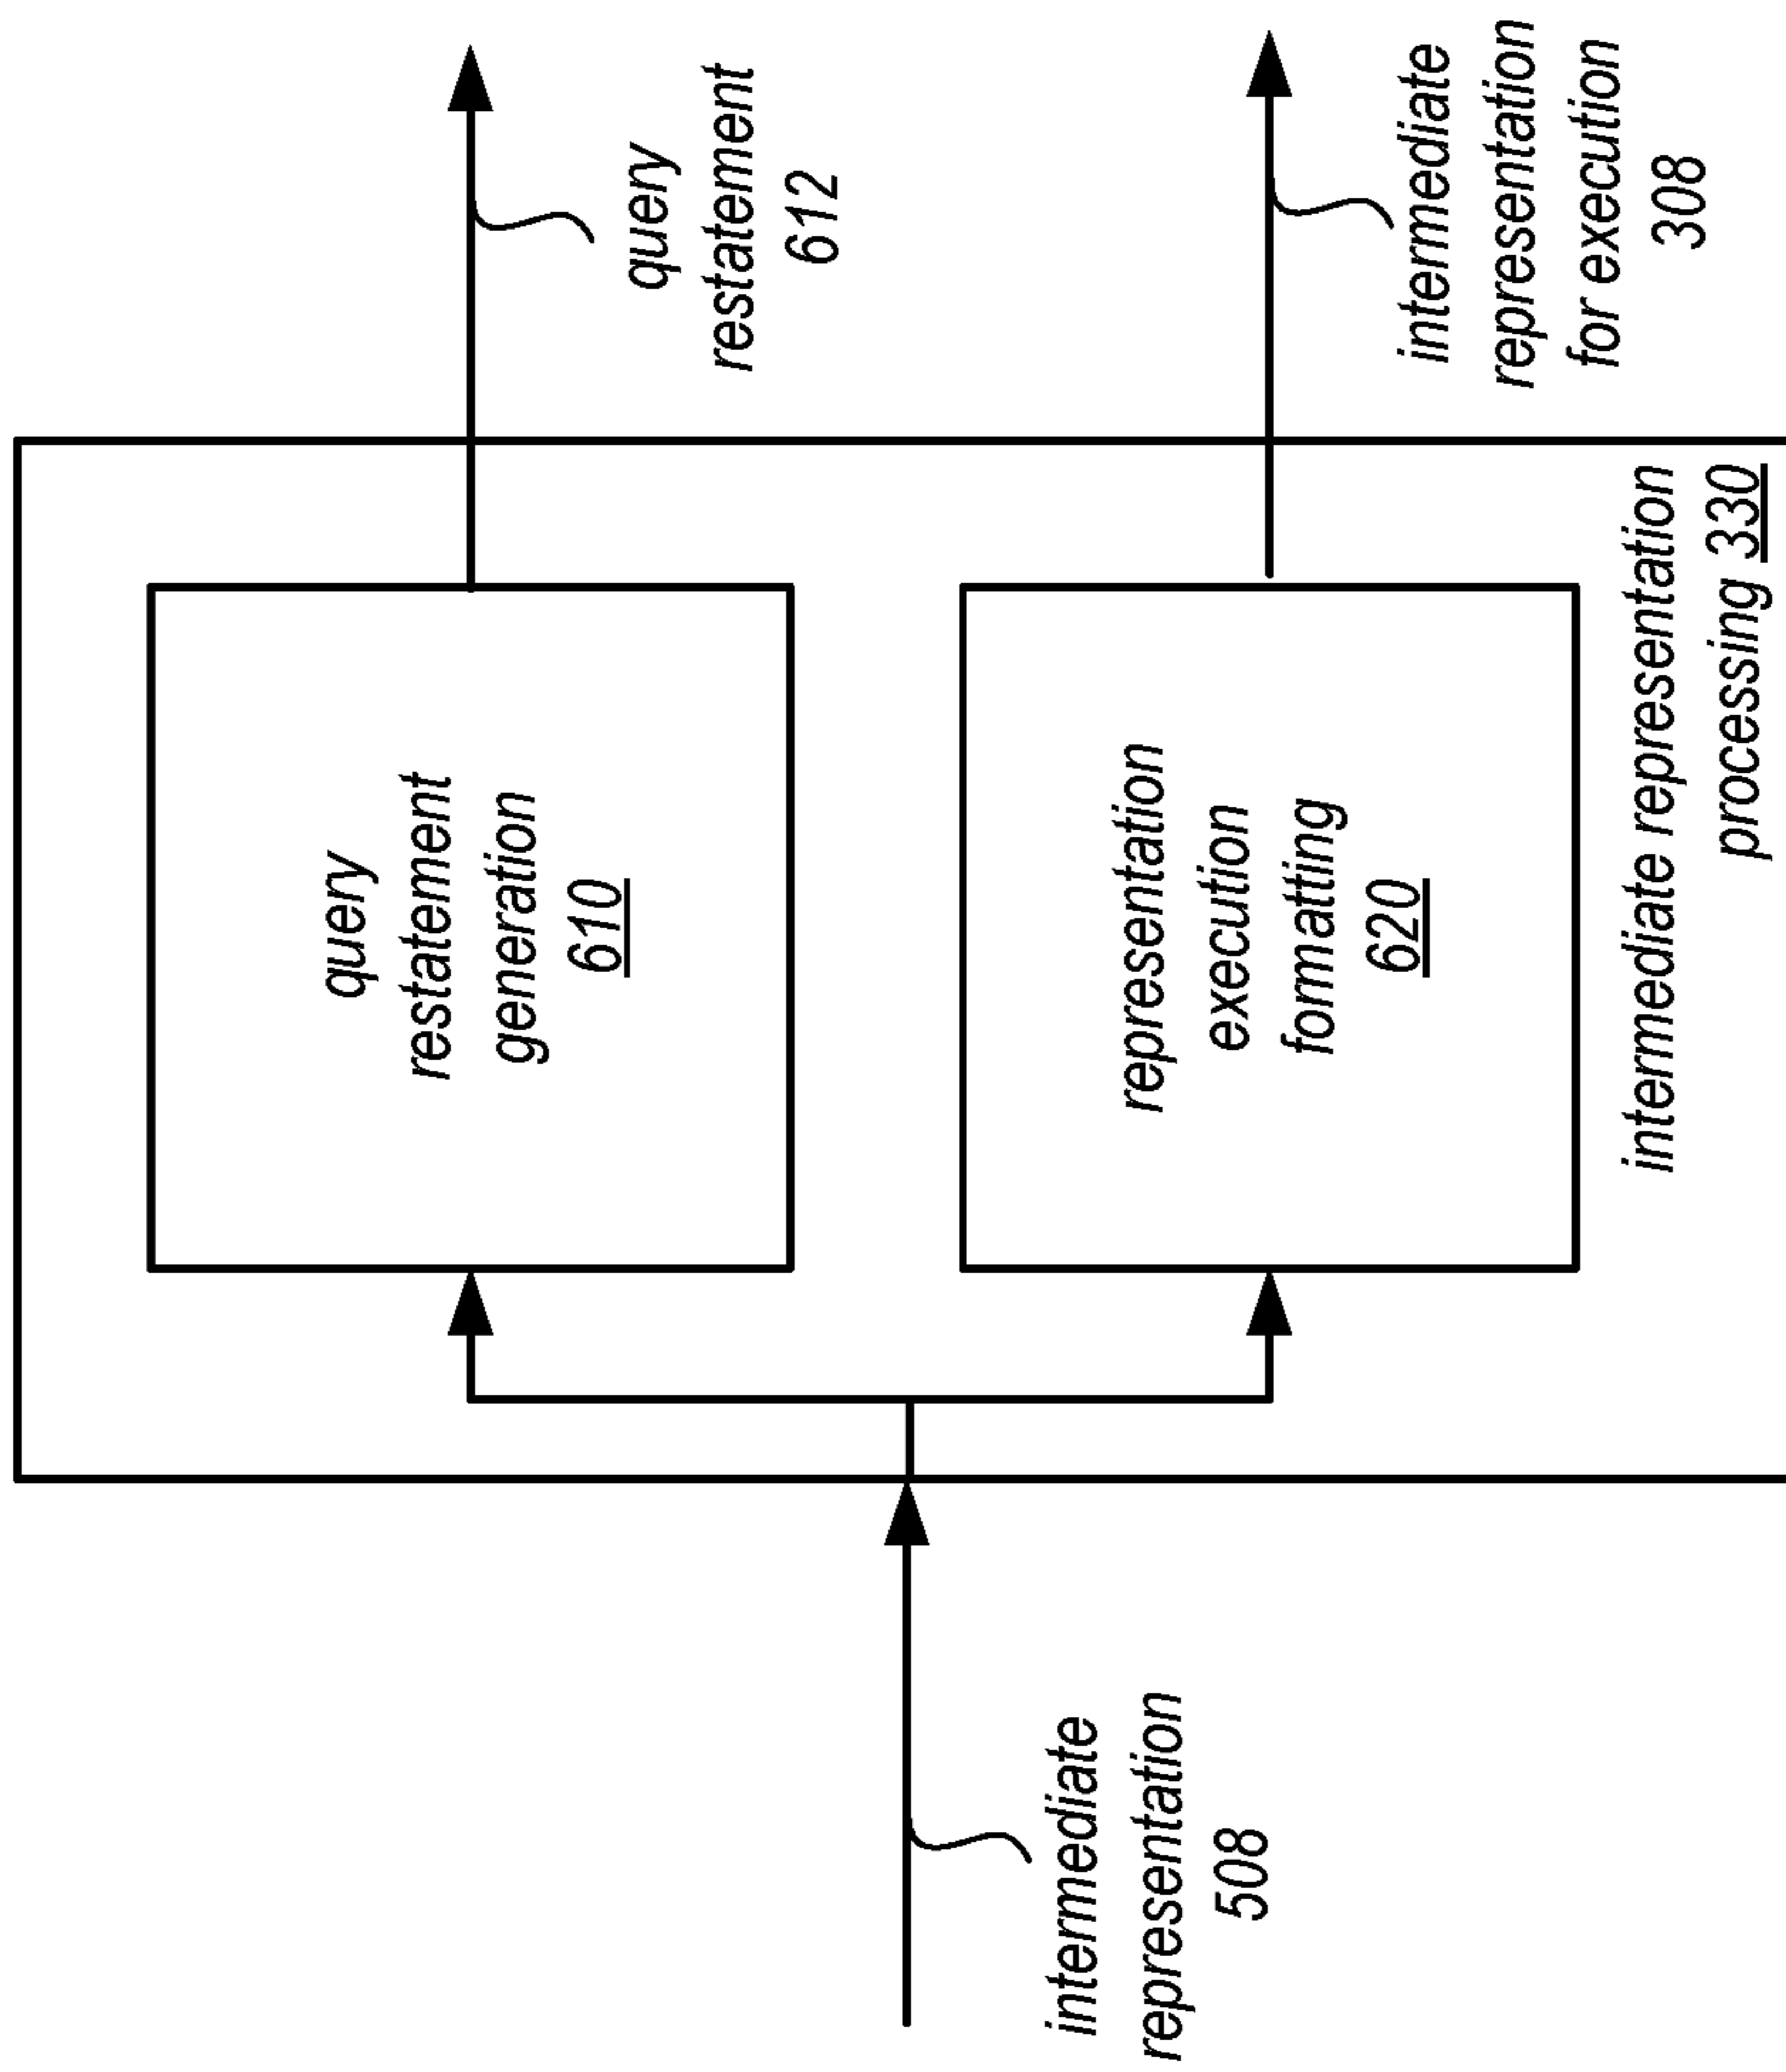 intermediate
representation
508
query
restatement
generation
610
representation
execution
formatting
620
intermediate representation
processing 330
query
restatement
612
intermediate
representation
for execution
308